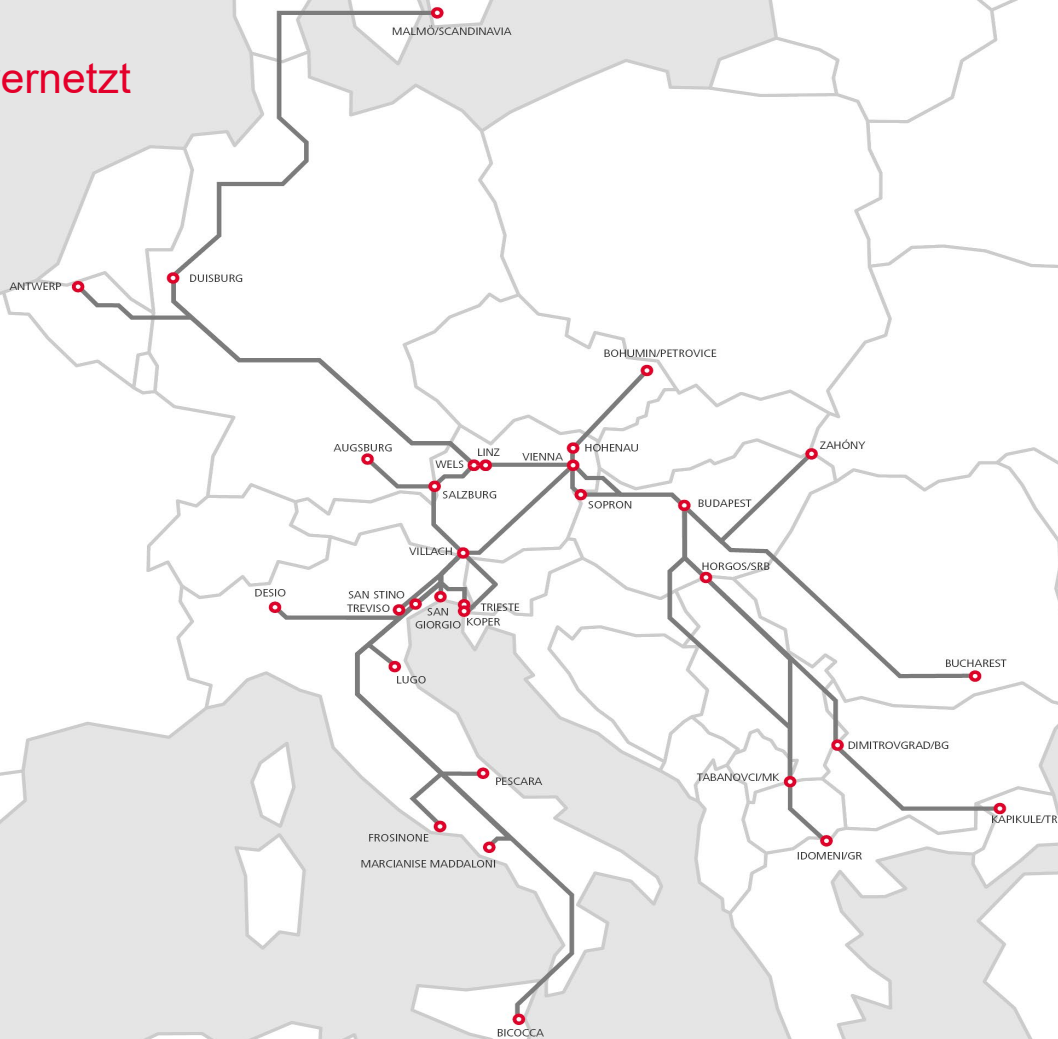 MALMÖ/SCANDINAVIA
ernetzt
DUISBURG
ANTWERP
BOHUMIN/PETROVICE
AUGSBURG
LINZ
HOHENAU
ZAHÓNY
WELS
VIENNA
SALZBURG
SOPRON
BUDAPEST
VILLACH
HORGOS/SRB
DESIO
SAN STINO
TREVISO
SAN
GIORGIO
TRIESTE
KOPER
BUCHAREST
LUGO
DIMITROVGRAD/BG
PESCARA
TABANOVCI/MK
KAPIKULE/TR
FROSINONE
MARCIANISE MADDALONI
IDOMENI/GR
BICOCCA